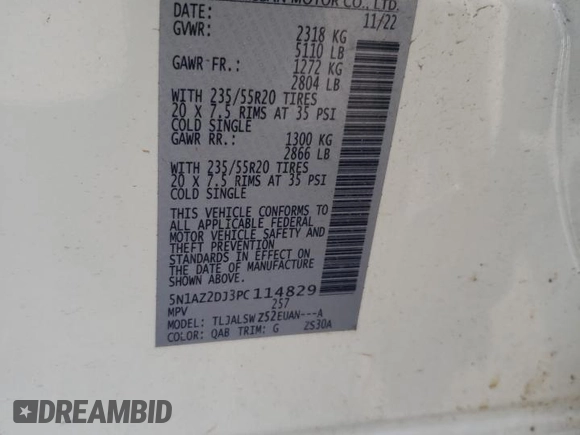 MOTOR CO., LTD.
DATE: 11/22
GVWR: 2318 KG
5110 LB
GAWR FR.: 1272 KG
2804 LB
WITH 235/55R20 TIRES
20 X 7.5 RIMS AT 35 PSI
COLD SINGLE
GAWR RR.: 1300 KG
2866 LB
WITH 235/55R20 TIRES
20 X 7.5 RIMS AT 35 PSI
COLD SINGLE
THIS VEHICLE CONFORMS TO
ALL APPLICABLE FEDERAL
MOTOR VEHICLE SAFETY AND
THEFT PREVENTION
STANDARDS IN EFFECT ON
THE DATE OF MANUFACTURE
SHOWN ABOVE.
5N1AZ2DJ3PC114829
MPV 257
MODEL: TLJALSWZ52EUAN---A
COLOR: QAB TRIM: G 2S30A
DREAMBID
DREAMBID